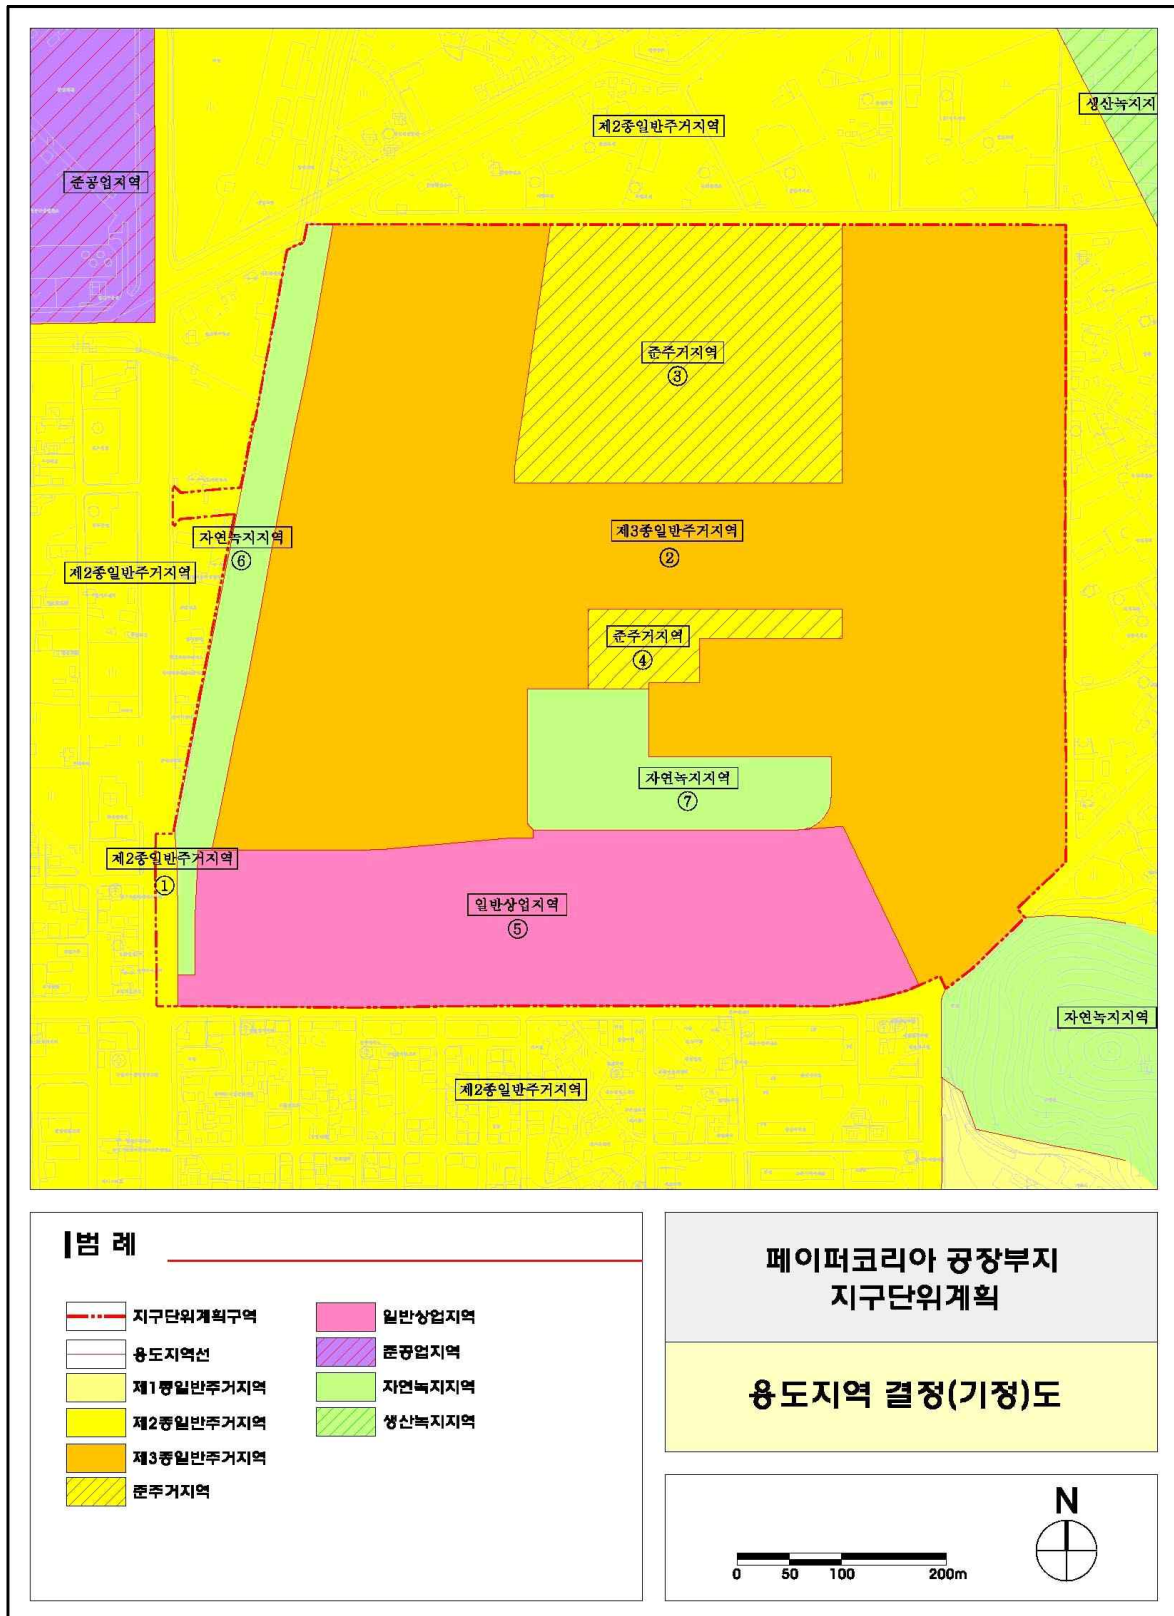 생산녹지지
제2종일반주거지역
준공업지역
준주거지역
③
제3종일반주거지역
②
자연녹지지역
⑥
제2종일반주거지역
준주거지역
④
자연녹지지역
⑦
제2종일반주거지역
①
일반상업지역
⑤
자연녹지지역
제2종일반주거지역
범 례
지구단위계획구역
용도지역선
제1종일반주거지역
제2종일반주거지역
제3종일반주거지역
준주거지역
일반상업지역
준공업지역
자연녹지지역
생산녹지지역
페이퍼코리아 공장부지
지구단위계획
용도지역 결정(기정)도
N
0 50 100 200m